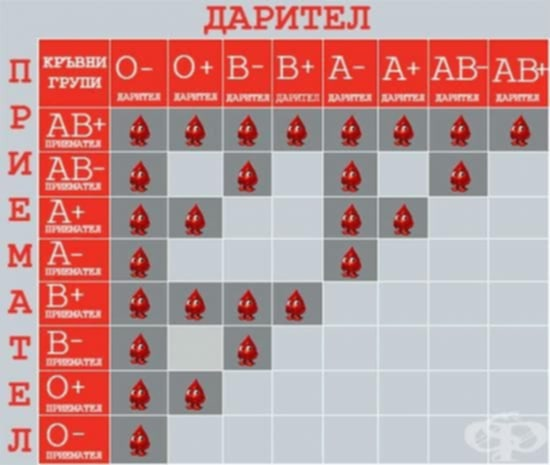 ДАРИТЕЛ
ПРИЕМАТЕЛ
КРЪВНИ ГРУПИ
O- ДАРИТЕЛ
O+ ДАРИТЕЛ
B- ДАРИТЕЛ
B+ ДАРИТЕЛ
A- ДАРИТЕЛ
A+ ДАРИТЕЛ
AB- ДАРИТЕЛ
AB+ ДАРИТЕЛ
AB+ ПРИЕМАТЕЛ
AB- ПРИЕМАТЕЛ
A+ ПРИЕМАТЕЛ
A- ПРИЕМАТЕЛ
B+ ПРИЕМАТЕЛ
B- ПРИЕМАТЕЛ
O+ ПРИЕМАТЕЛ
O- ПРИЕМАТЕЛ